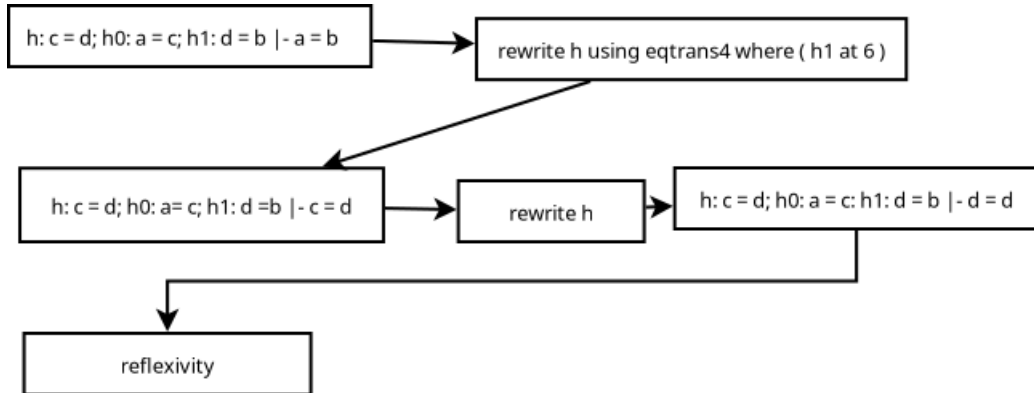 h: c = d; h0: a = c; h1: d = b |- a = b
rewrite h using eqtrans4 where ( h1 at 6 )
h: c = d; h0: a= c; h1: d =b |- c = d
rewrite h
h: c = d; h0: a = c: h1: d = b |- d = d
reflexivity